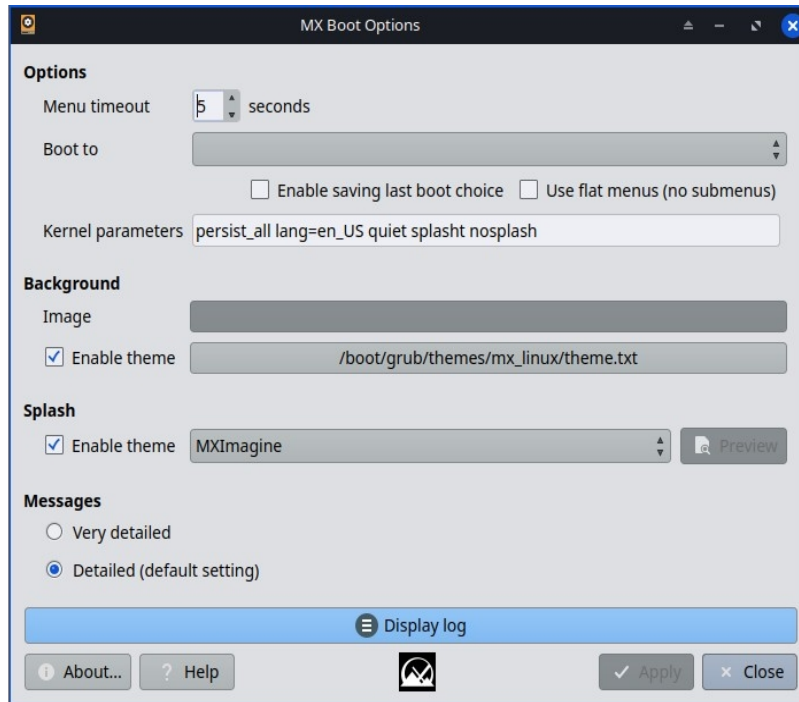 MX Boot Options
Options
Menu timeout 5 seconds
Boot to
Enable saving last boot choice Use flat menus (no submenus)
Kernel parameters persist_all lang=en_US quiet splasht nosplash
Background
Image
Enable theme /boot/grub/themes/mx_linux/theme.txt
Splash
Enable theme MXImagine Preview
Messages
Very detailed
Detailed (default setting)
Display log
About... ? Help Apply Close